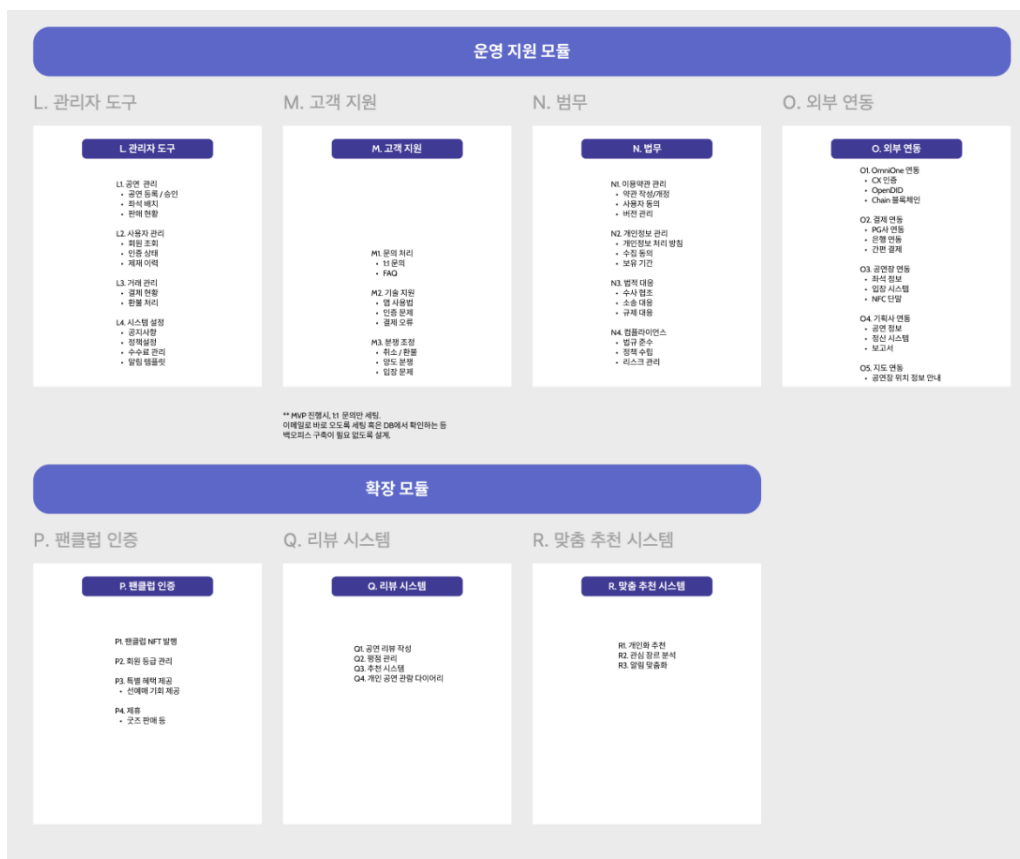 운영 지원 모듈
L. 관리자 도구
L. 관리자 도구
L1. 공연 관리
• 공연 등록 / 승인
• 좌석 배치
• 판매 현황
L2. 사용자 관리
• 회원 조회
• 인증 상태
• 제재 이력
L3. 거래 관리
• 결제 현황
• 환불 처리
L4. 시스템 설정
• 공지사항
• 정책설정
• 수수료 관리
• 알림 템플릿
M. 고객 지원
M. 고객 지원
M1. 문의 처리
• 1:1 문의
• FAQ
M2. 기술 지원
• 앱 사용법
• 인증 문제
• 결제 오류
M3. 분쟁 조정
• 취소 / 환불
• 양도 분쟁
• 입장 문제
** MVP 진행시, 1:1 문의만 세팅.
이메일로 바로 오도록 세팅 혹은 DB에서 확인하는 등
백오피스 구축이 필요 없도록 설계.
N. 법무
N. 법무
N1. 이용약관 관리
• 약관 작성/개정
• 사용자 동의
• 버전 관리
N2. 개인정보 관리
• 개인정보 처리 방침
• 수집 동의
• 보유 기간
N3. 법적 대응
• 수사 협조
• 소송 대응
• 규제 대응
N4. 컴플라이언스
• 법규 준수
• 정책 수립
• 리스크 관리
O. 외부 연동
O. 외부 연동
O1. OmniOne 연동
• CX 인증
• OpenDID
• Chain 블록체인
O2. 결제 연동
• PG사 연동
• 은행 연동
• 간편 결제
O3. 공연장 연동
• 좌석 정보
• 입장 시스템
• NFC 단말
O4. 기획사 연동
• 공연 정보
• 정산 시스템
• 보고서
O5. 지도 연동
• 공연장 위치 정보 안내
확장 모듈
P. 팬클럽 인증
P. 팬클럽 인증
P1. 팬클럽 NFT 발행
P2. 회원 등급 관리
P3. 특별 혜택 제공
• 선예매 기회 제공
P4. 제휴
• 굿즈 판매 등
Q. 리뷰 시스템
Q. 리뷰 시스템
Q1. 공연 리뷰 작성
Q2. 평점 관리
Q3. 추천 시스템
Q4. 개인 공연 관람 다이어리
R. 맞춤 추천 시스템
R. 맞춤 추천 시스템
R1. 개인화 추천
R2. 관심 장르 분석
R3. 알림 맞춤화